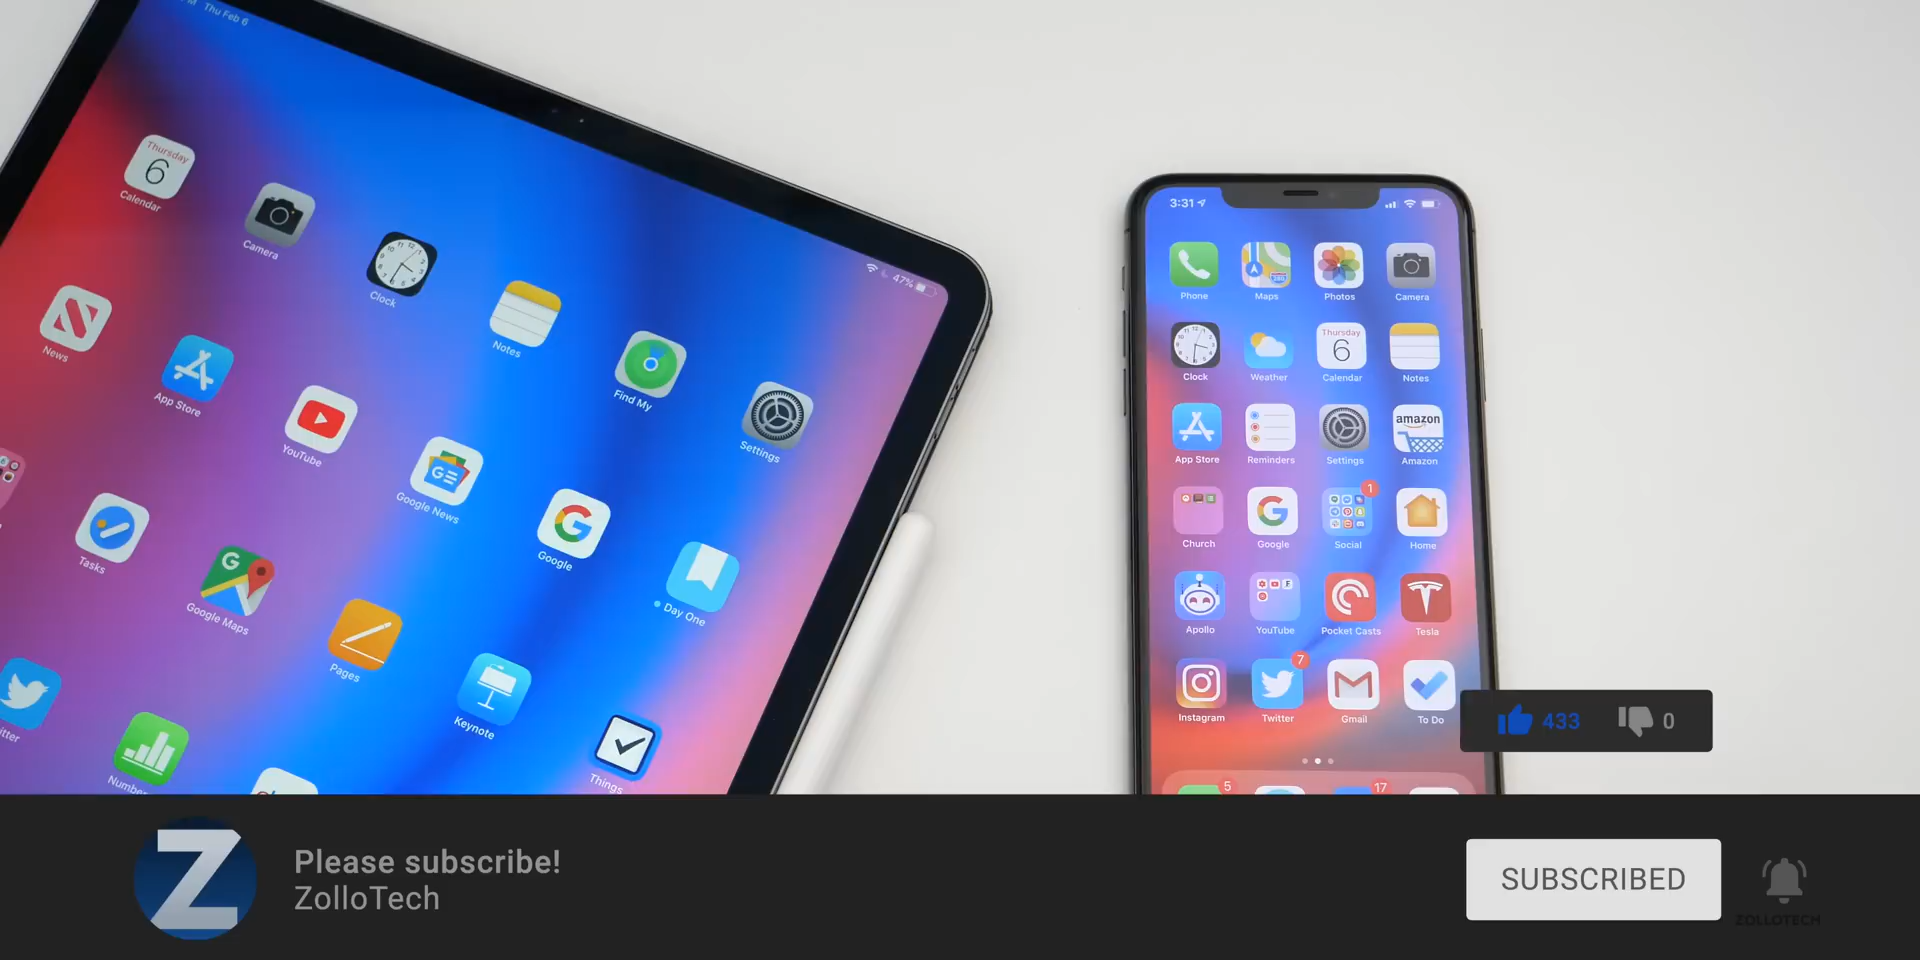 Thu Feb 6
47%
Thursday
6
Calendar
Camera
Clock
Notes
Find My
Settings
News
App Store
YouTube
Google News
Google
Day One
Tasks
Google Maps
Pages
Keynote
Things
3:31
Phone
Maps
Photos
Camera
Clock
Weather
Thursday
6
Calendar
Notes
App Store
Reminders
Settings
amazon
Amazon
Church
Google
1
Social
Home
Apollo
YouTube
Pocket Casts
Tesla
Instagram
7
Twitter
Gmail
To Do
5
17
433
0
Z
Please subscribe!
ZolloTech
SUBSCRIBED
ZOLLOTECH